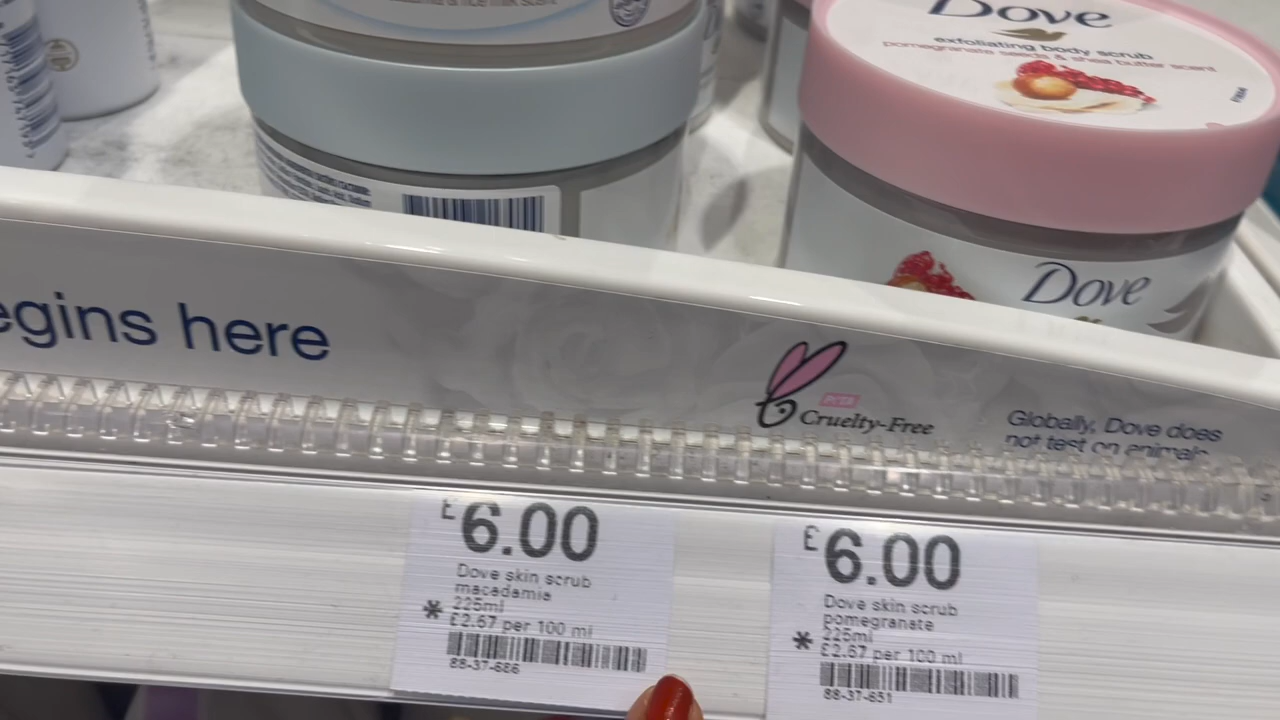 Dove
exfoliating body scrub
pomegranate seeds & shea butter scent
Dove
egins here
PETA
Cruelty-Free
Globally, Dove does
not test on animals
£6.00
Dove skin scrub
macadamia
225ml
* £2.67 per 100 ml
88-37-686
£6.00
Dove skin scrub
pomegranate
225ml
* £2.67 per 100 ml
88-37-651